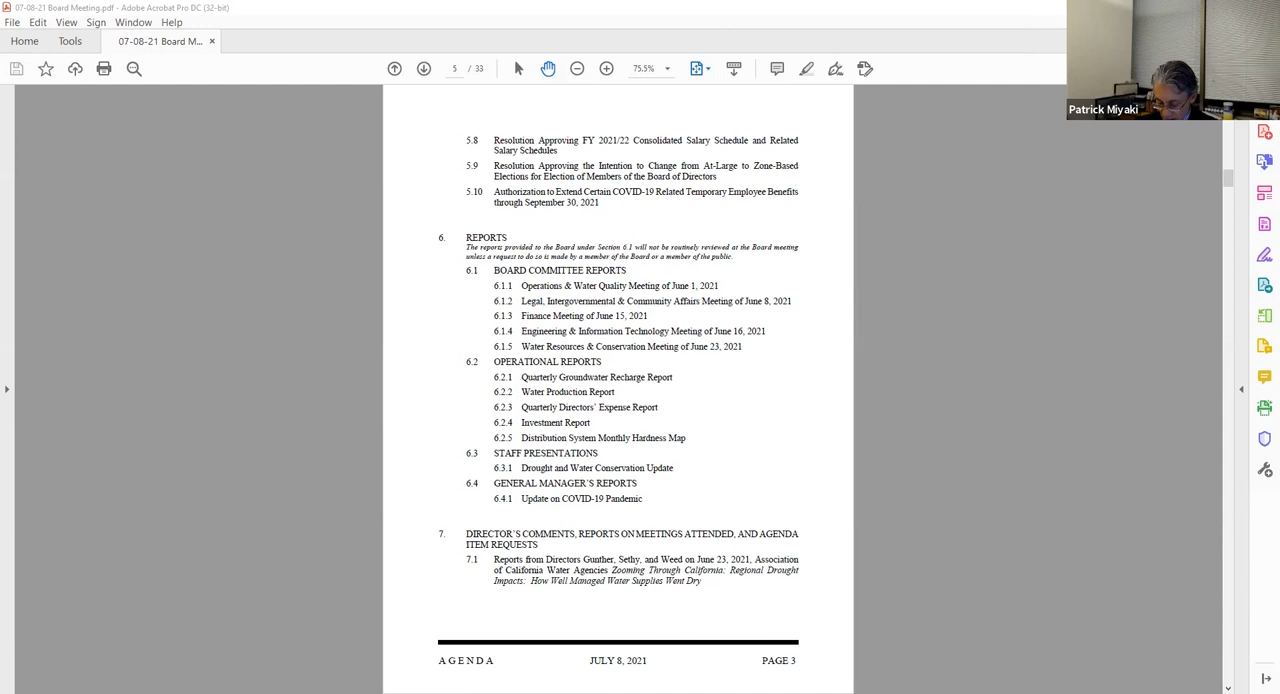 07-08-21 Board Meeting.pdf - Adobe Acrobat Pro DC (32-bit)
File Edit View Sign Window Help
Home Tools 07-08-21 Board M... ×
5 / 33 75.5%
Patrick Miyaki
5.8 Resolution Approving FY 2021/22 Consolidated Salary Schedule and Related
Salary Schedules
5.9 Resolution Approving the Intention to Change from At-Large to Zone-Based
Elections for Election of Members of the Board of Directors
5.10 Authorization to Extend Certain COVID-19 Related Temporary Employee Benefits
through September 30, 2021
6. REPORTS
The reports provided to the Board under Section 6.1 will not be routinely reviewed at the Board meeting
unless a request to do so is made by a member of the Board or a member of the public.
6.1 BOARD COMMITTEE REPORTS
6.1.1 Operations & Water Quality Meeting of June 1, 2021
6.1.2 Legal, Intergovernmental & Community Affairs Meeting of June 8, 2021
6.1.3 Finance Meeting of June 15, 2021
6.1.4 Engineering & Information Technology Meeting of June 16, 2021
6.1.5 Water Resources & Conservation Meeting of June 23, 2021
6.2 OPERATIONAL REPORTS
6.2.1 Quarterly Groundwater Recharge Report
6.2.2 Water Production Report
6.2.3 Quarterly Directors' Expense Report
6.2.4 Investment Report
6.2.5 Distribution System Monthly Hardness Map
6.3 STAFF PRESENTATIONS
6.3.1 Drought and Water Conservation Update
6.4 GENERAL MANAGER'S REPORTS
6.4.1 Update on COVID-19 Pandemic
7. DIRECTOR'S COMMENTS, REPORTS ON MEETINGS ATTENDED, AND AGENDA
ITEM REQUESTS
7.1 Reports from Directors Gunther, Sethy, and Weed on June 23, 2021, Association
of California Water Agencies Zooming Through California: Regional Drought
Impacts: How Well Managed Water Supplies Went Dry
AGENDA JULY 8, 2021 PAGE 3